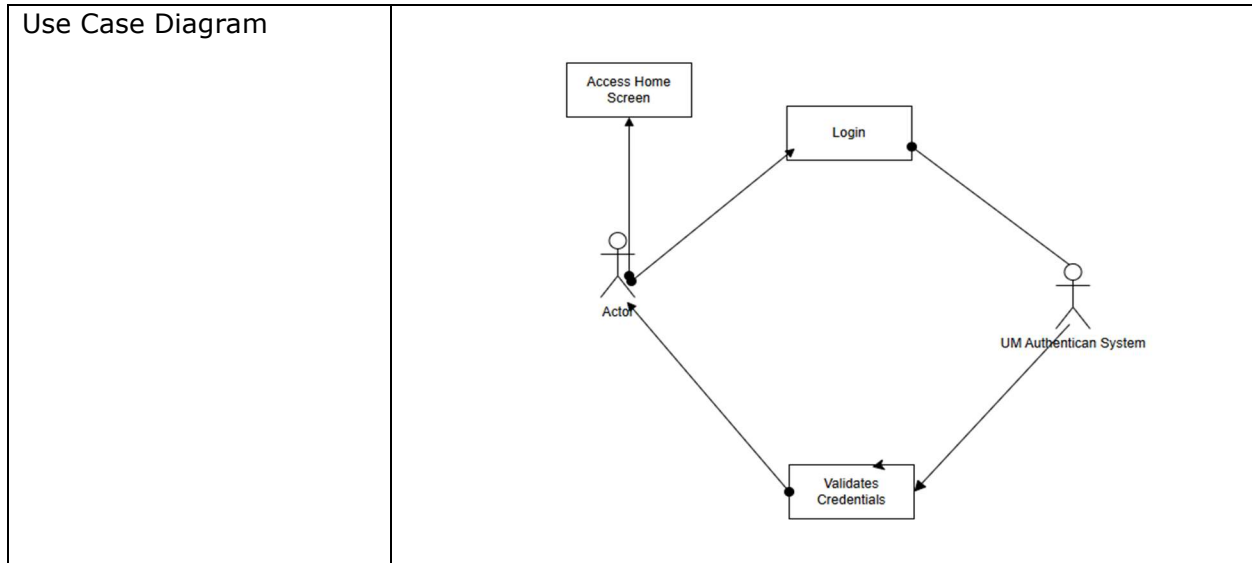 Use Case Diagram
Access Home
Screen
Login
Actor
UM Authentican System
Validates
Credentials